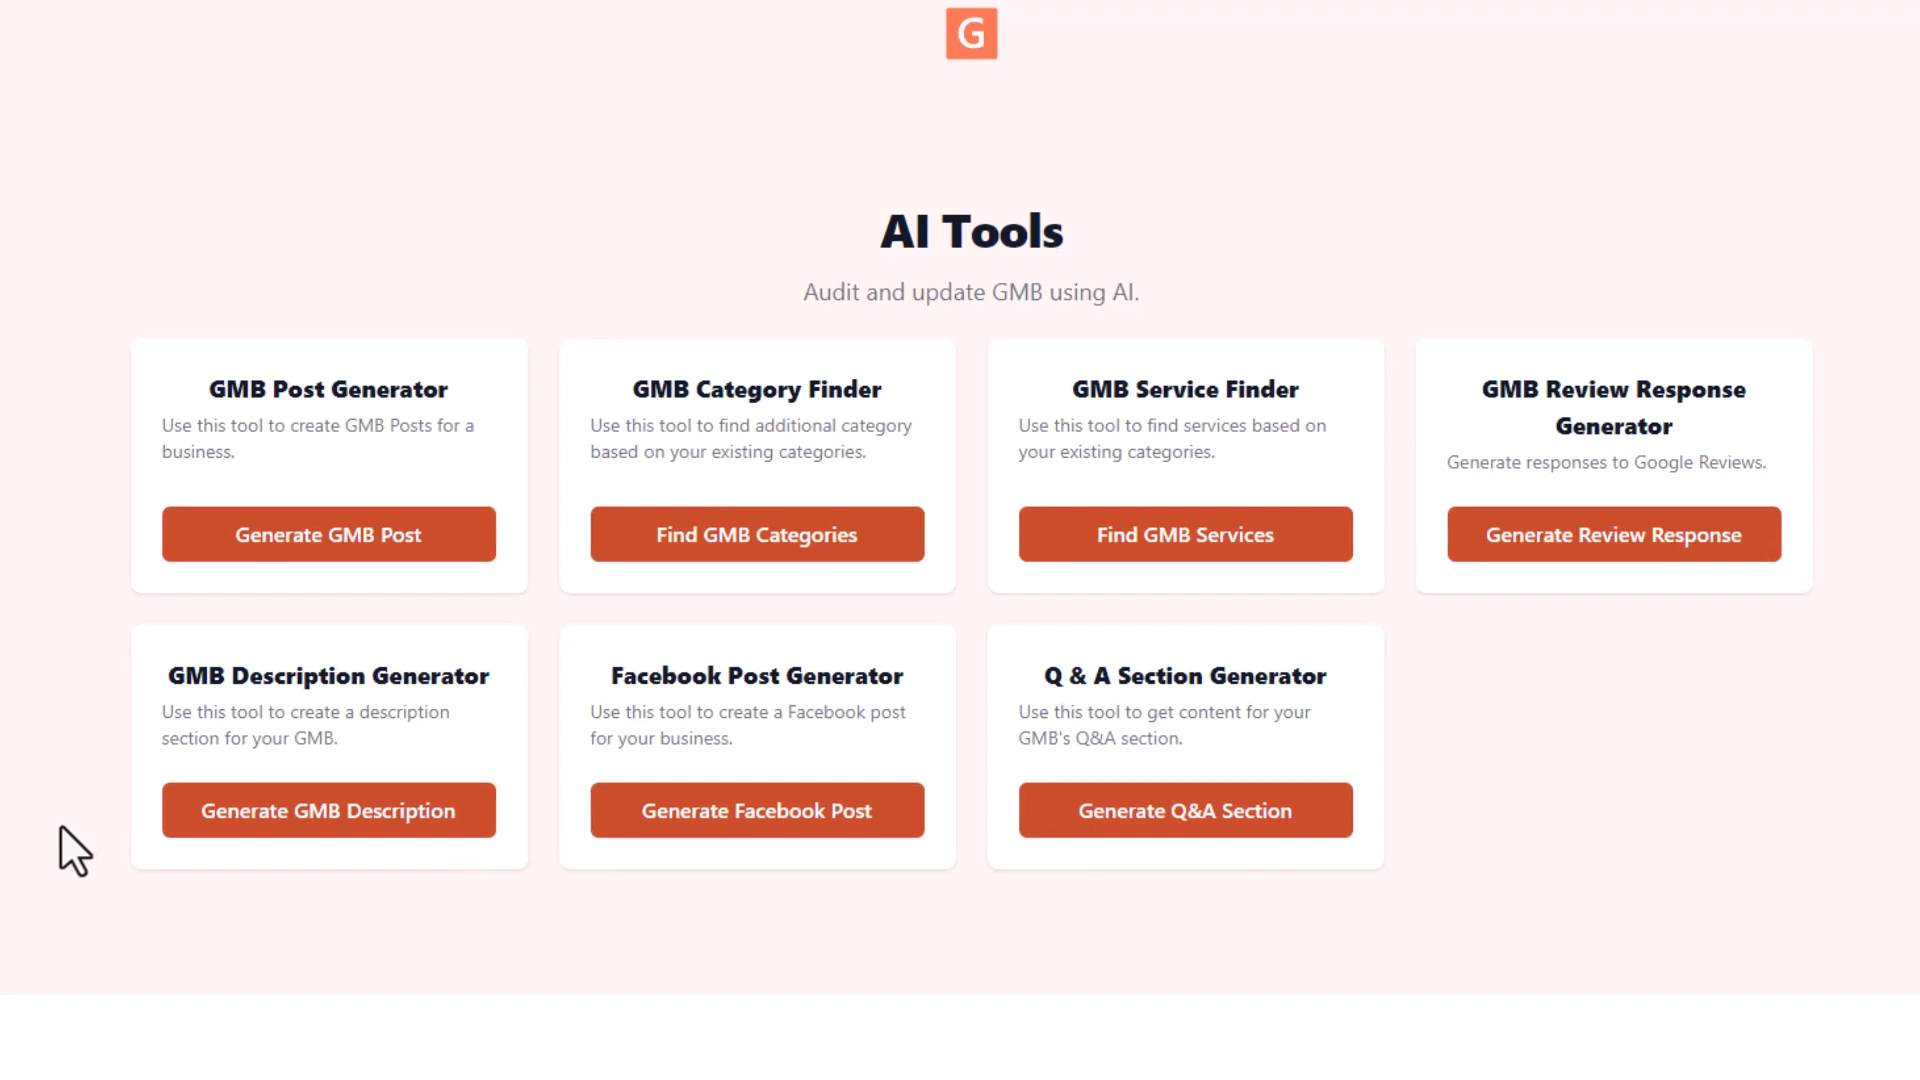 G
AI Tools
Audit and update GMB using AI.
GMB Post Generator
Use this tool to create GMB Posts for a
business.
Generate GMB Post
GMB Category Finder
Use this tool to find additional category
based on your existing categories.
Find GMB Categories
GMB Service Finder
Use this tool to find services based on
your existing categories.
Find GMB Services
GMB Review Response
Generator
Generate responses to Google Reviews.
Generate Review Response
GMB Description Generator
Use this tool to create a description
section for your GMB.
Generate GMB Description
Facebook Post Generator
Use this tool to create a Facebook post
for your business.
Generate Facebook Post
Q & A Section Generator
Use this tool to get content for your
GMB's Q&A section.
Generate Q&A Section